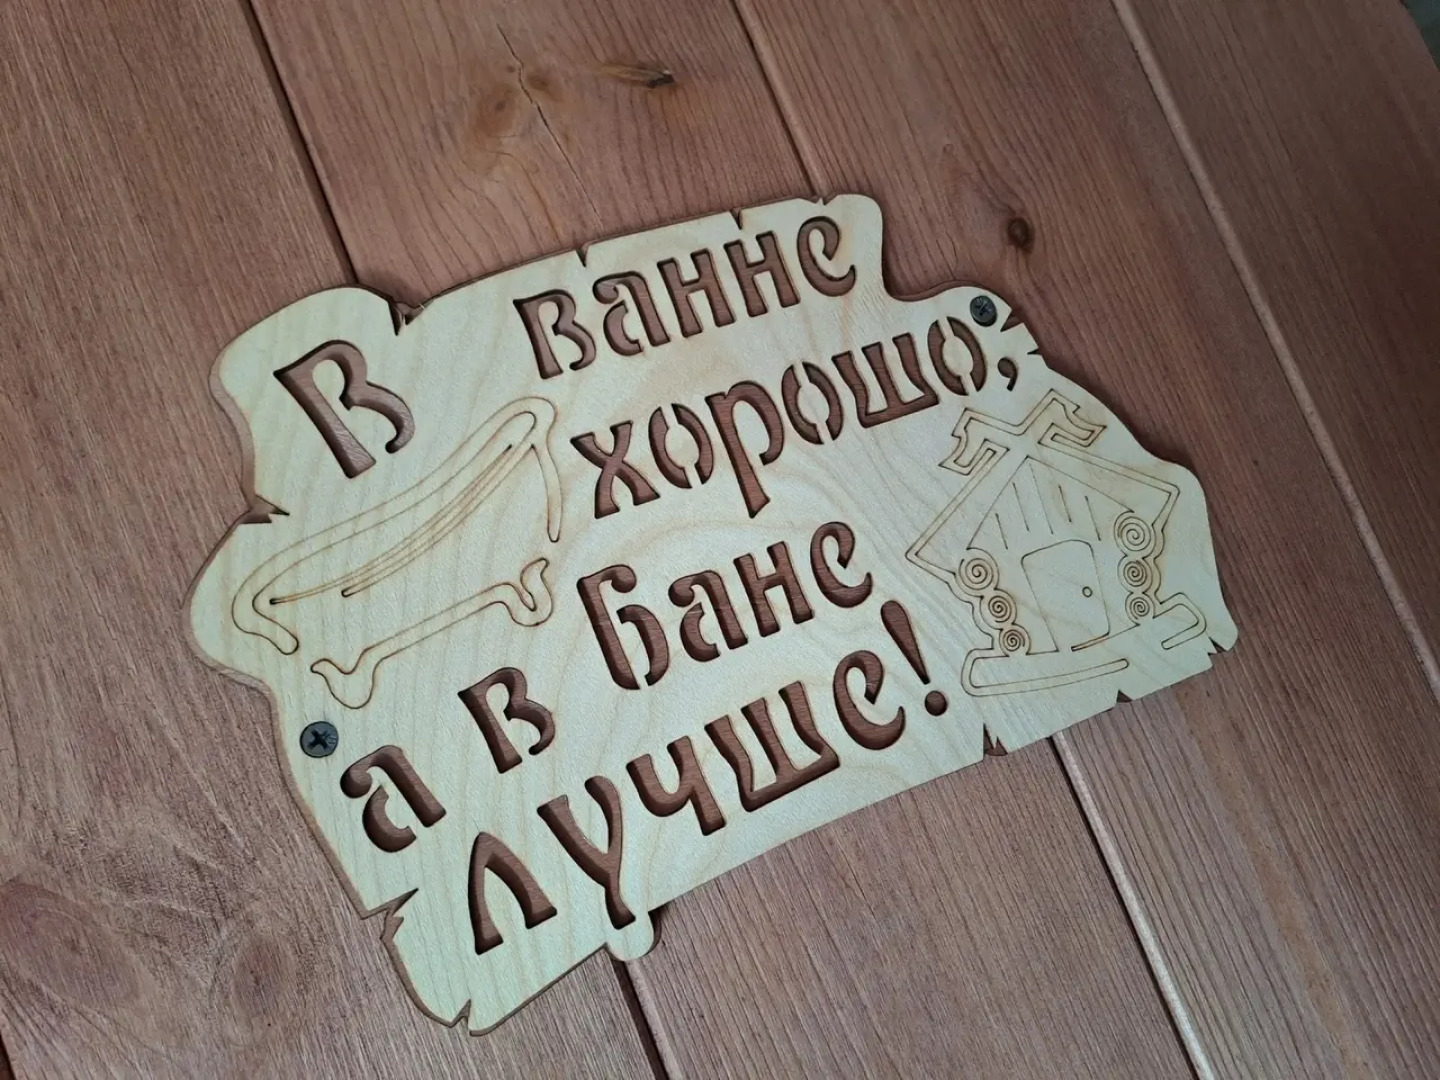 В ванне
хорошо;
а в бане
лучше!